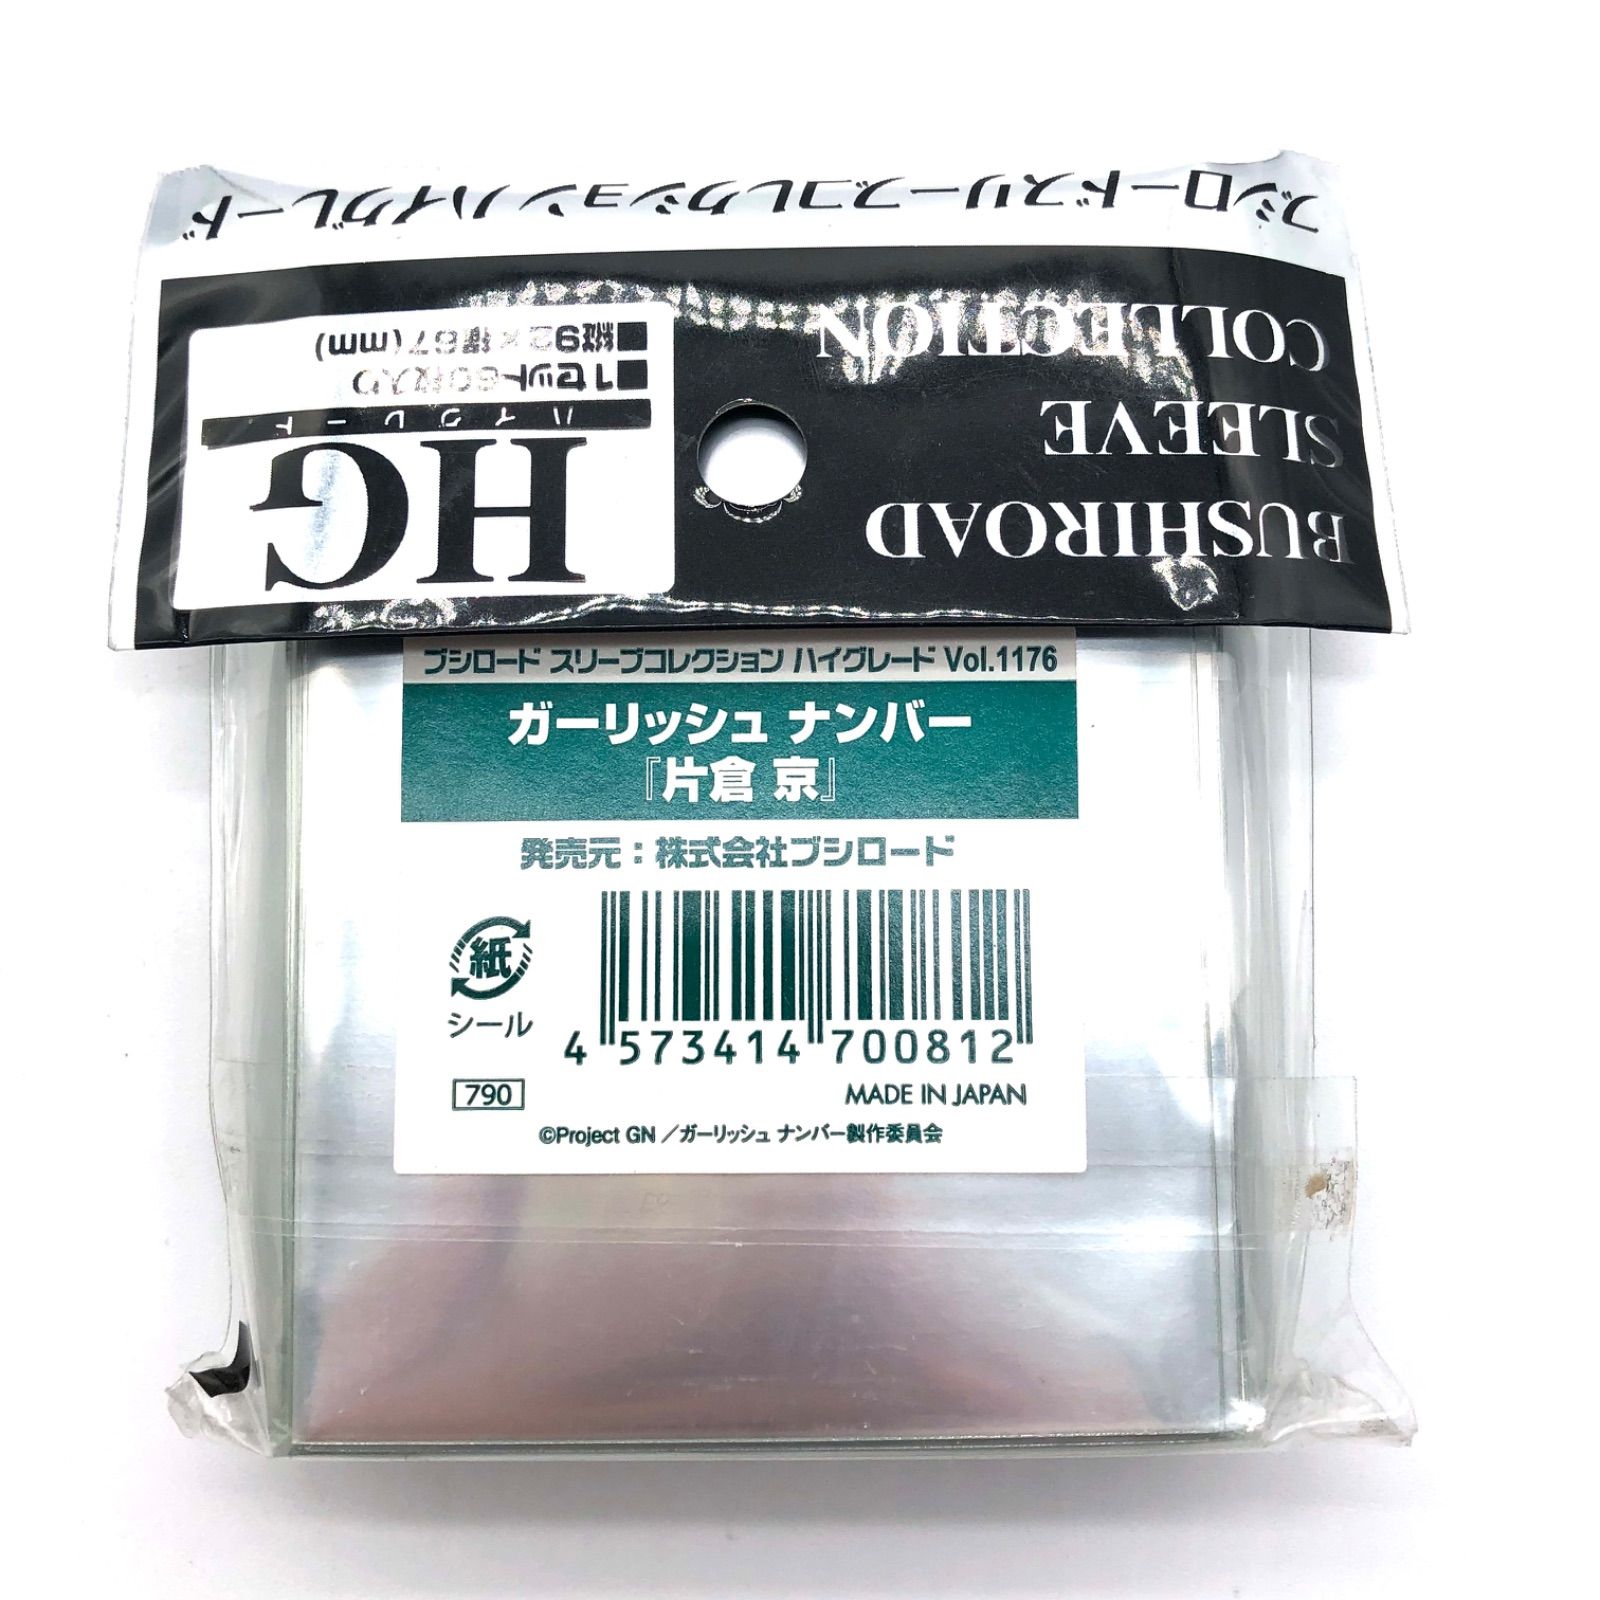 ブシロードスリーブコレクション ハイグレード
BUSHIROAD
SLEEVE
COLLECTION
HG
ハイグレード
■1セット60枚入り
■縦92×横67(mm)
ブシロード スリーブコレクション ハイグレード Vol.1176
ガーリッシュ ナンバー
『片倉 京』
発売元：株式会社ブシロード
紙
シール
4 573414 700812
790
MADE IN JAPAN
©Project GN／ガーリッシュ ナンバー製作委員会